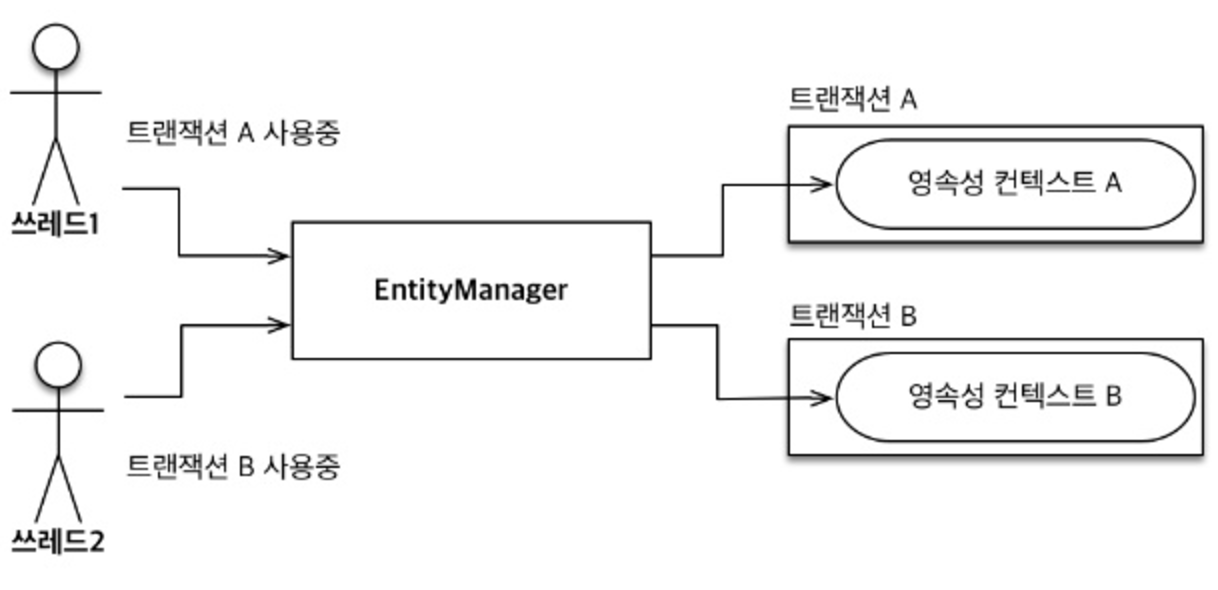 트랜잭션 A 사용중
쓰레드1
EntityManager
트랜잭션 A
영속성 컨텍스트 A
트랜잭션 B
영속성 컨텍스트 B
트랜잭션 B 사용중
쓰레드2